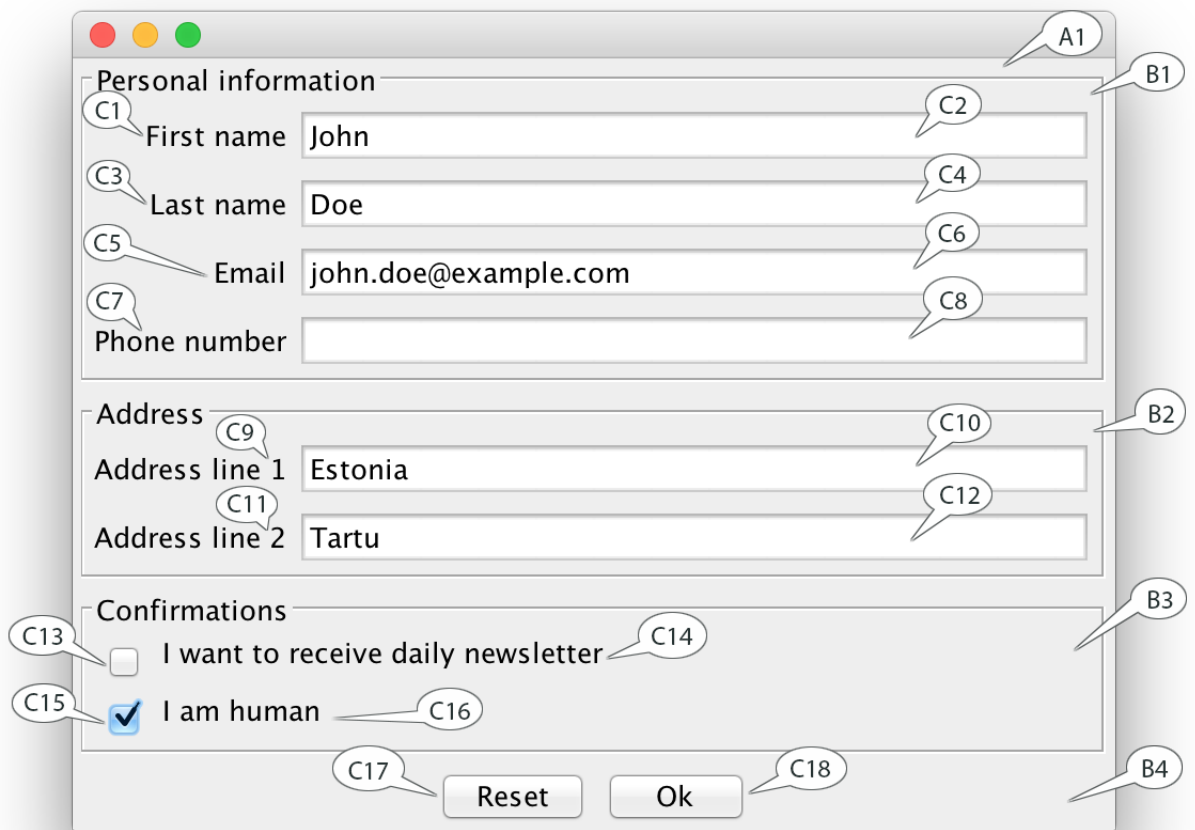 A1
Personal information
B1
C1
C2
First name
John
C3
C4
Last name
Doe
C5
C6
Email
john.doe@example.com
C7
C8
Phone number
Address
B2
C9
C10
Address line 1
Estonia
C11
C12
Address line 2
Tartu
Confirmations
B3
C13
I want to receive daily newsletter
C14
C15
I am human
C16
C17
Reset
Ok
C18
B4